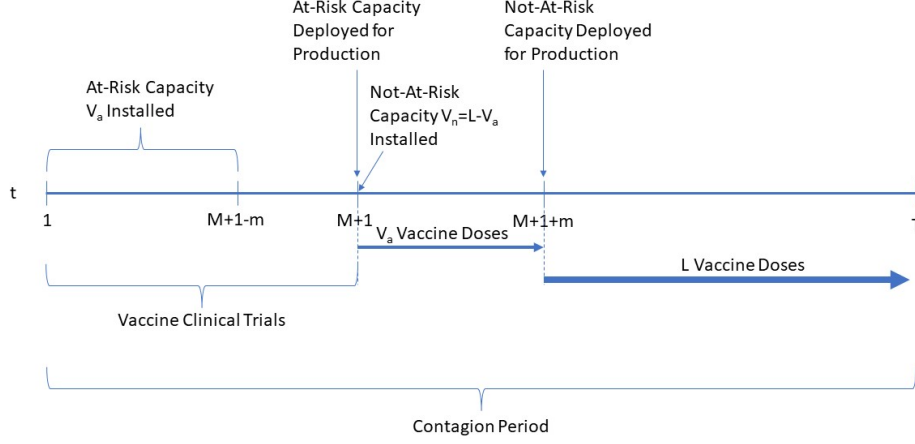 At-Risk Capacity
Deployed for
Production
Not-At-Risk
Capacity Deployed
for Production
At-Risk Capacity
Va Installed
Not-At-Risk
Capacity Vn=L-Va
Installed
t
1
M+1-m
M+1
M+1+m
Va Vaccine Doses
L Vaccine Doses
Vaccine Clinical Trials
Contagion Period